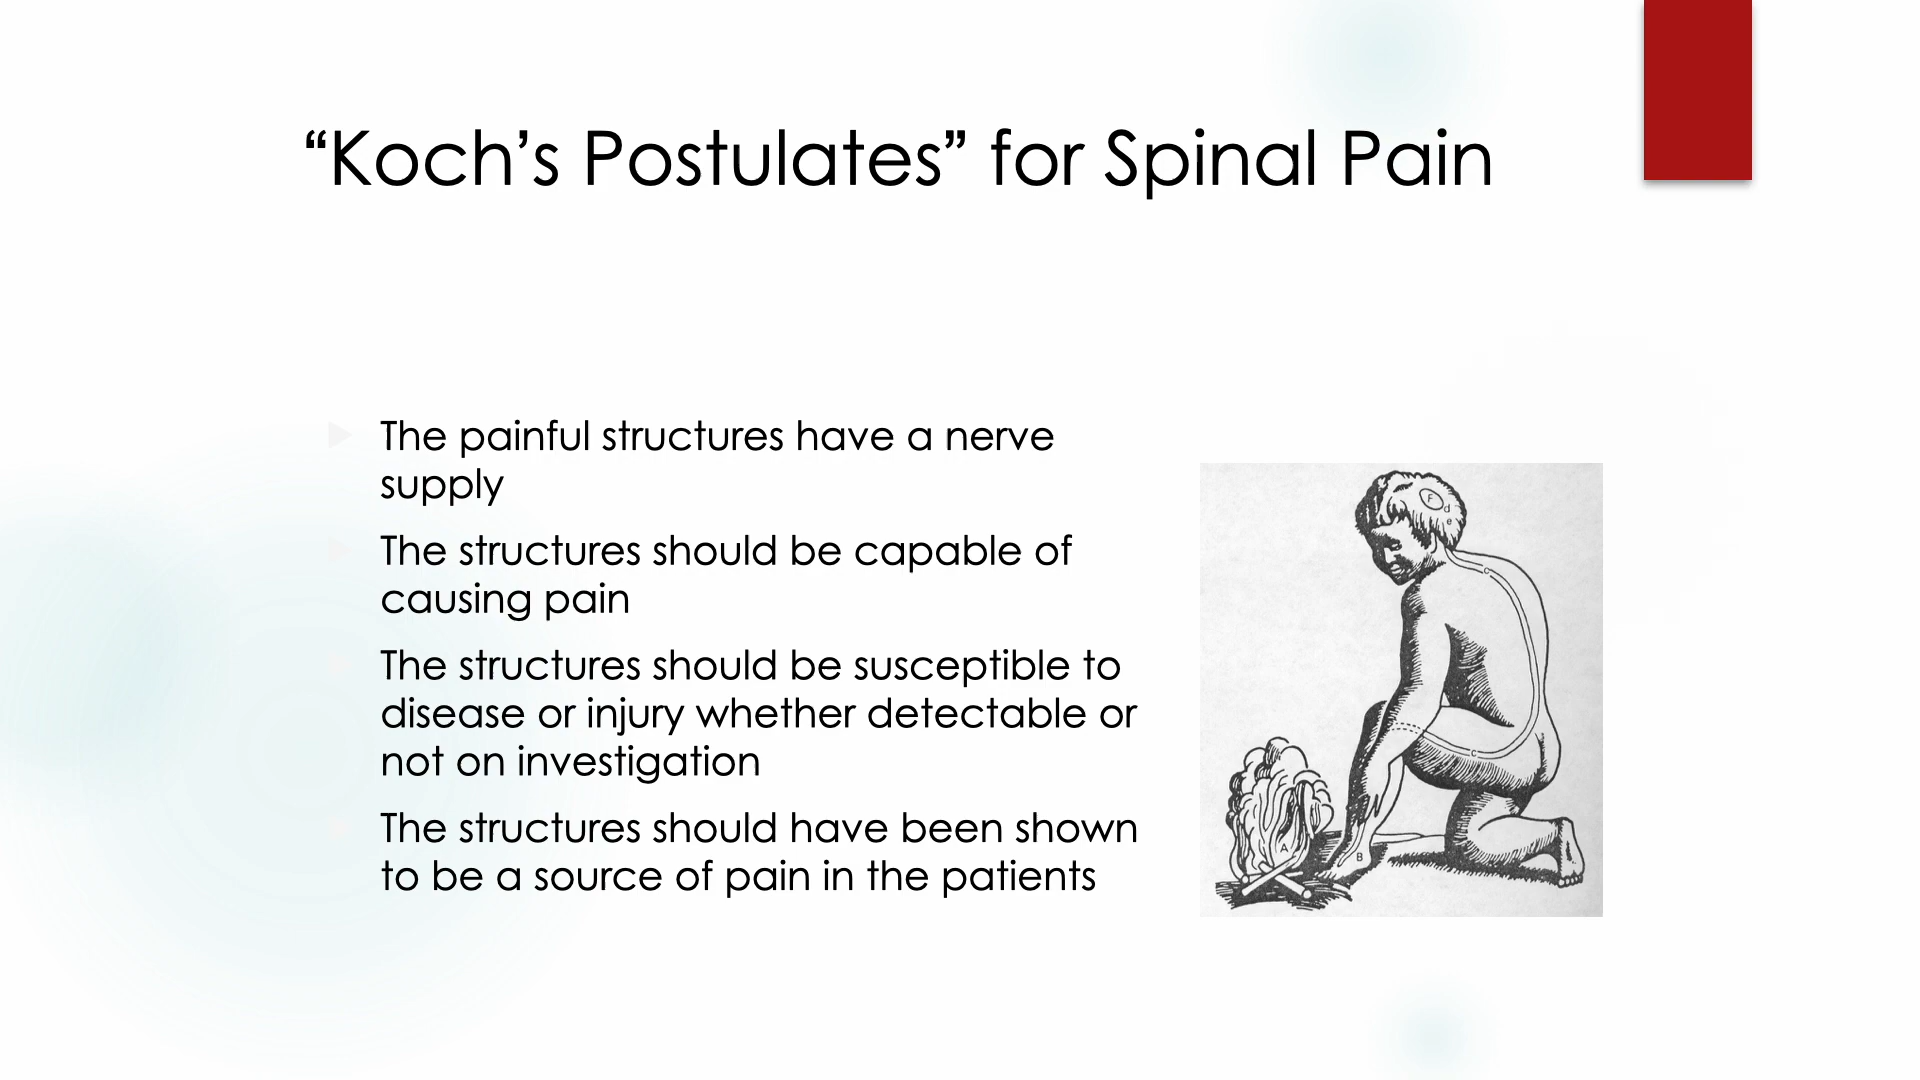 “Koch’s Postulates” for Spinal Pain
The painful structures have a nerve
supply
The structures should be capable of
causing pain
The structures should be susceptible to
disease or injury whether detectable or
not on investigation
The structures should have been shown
to be a source of pain in the patients
F
d
e
c
c
A
B